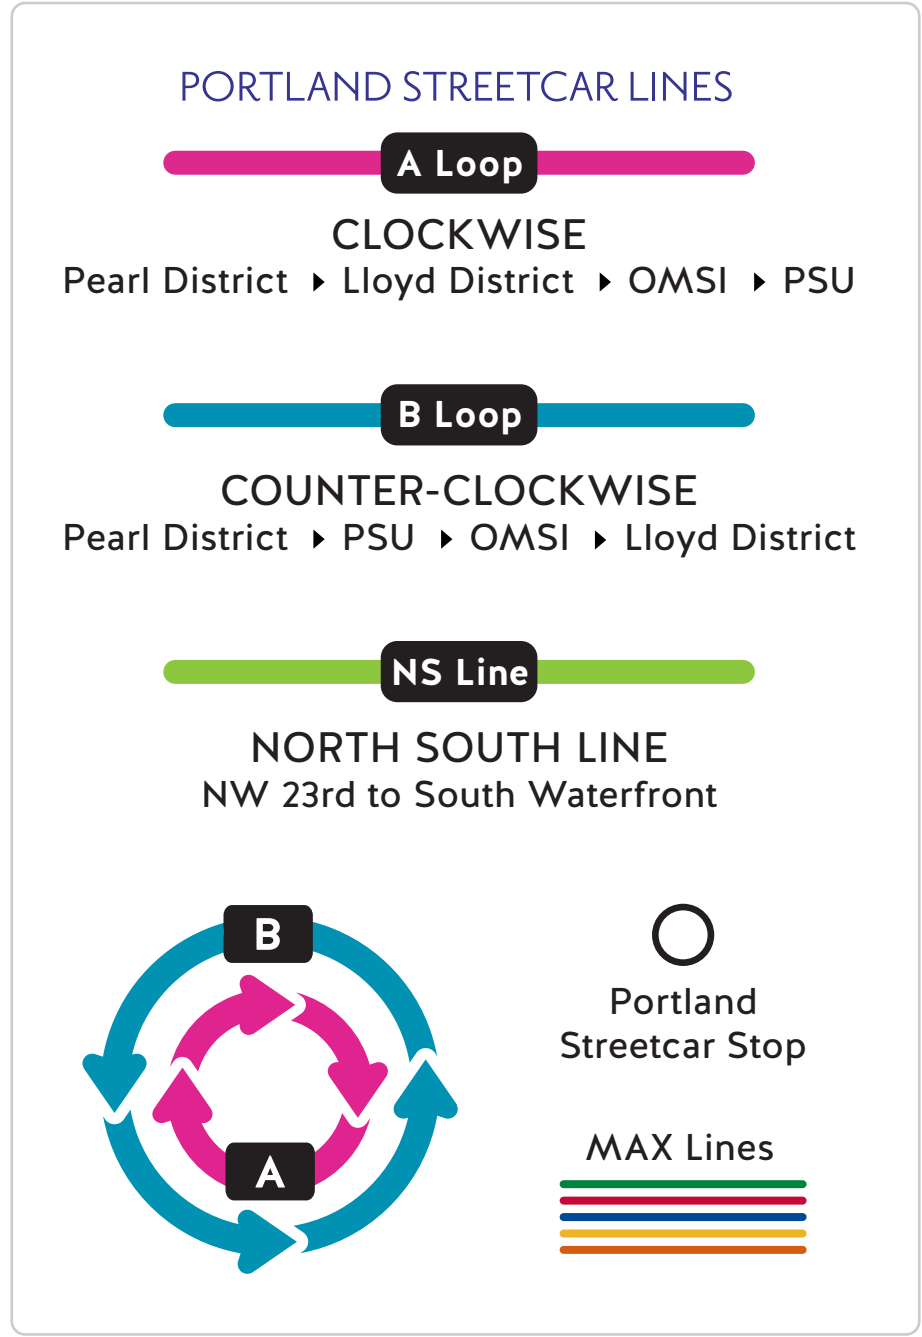 PORTLAND STREETCAR LINES
A Loop
CLOCKWISE
Pearl District ▸ Lloyd District ▸ OMSI ▸ PSU
B Loop
COUNTER-CLOCKWISE
Pearl District ▸ PSU ▸ OMSI ▸ Lloyd District
NS Line
NORTH SOUTH LINE
NW 23rd to South Waterfront
B
A
Portland
Streetcar Stop
MAX Lines